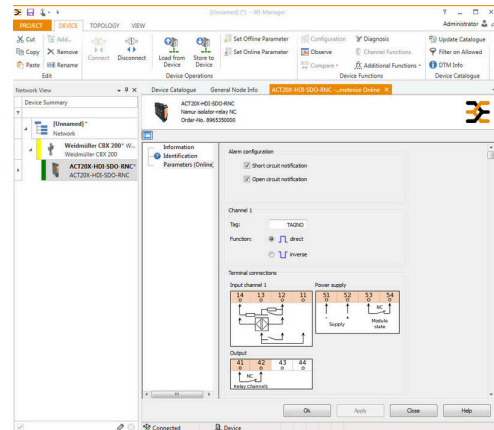 [Unnamed] (*) - WI-Manager
PROJECT DEVICE TOPOLOGY VIEW
Administrator
Cut Add...
Copy Remove
Paste Rename
Edit
Connect Disconnect
Load from Device Store to Device
Device Operations
Set Offline Parameter
Set Online Parameter
Configuration Diagnosis
Observe Channel Functions
Compare Additional Functions
Device Functions
Update Catalogue
Filter on Allowed
DTM Info
Device Catalogue
Network View
Device Summary
[Unnamed]*
Network
Weidmüller CBX 200* W...
Weidmüller CBX 200
ACT20X-HDI-SDO-RNC*
ACT20X-HDI-SDO-RNC
Device Catalogue General Node Info ACT20X-HDI-SDO-RNC - ...meterize Online
ACT20X-HDI-SDO-RNC
Namur isolator-relay NC
Order-No. 8965350000
Information
Identification
Parameters (Online)
Alarm configuration
Short circuit notification
Open circuit notification
Channel 1
Tag: TAGNO
Function: direct
inverse
Terminal connections
Input channel 1 Power supply
14 13 12 11 51 52 53 54
NC
- +
Supply Module state
Output
41 42 43 44
NC
Relay Channel1
Ok Apply Close Help
Connected Device